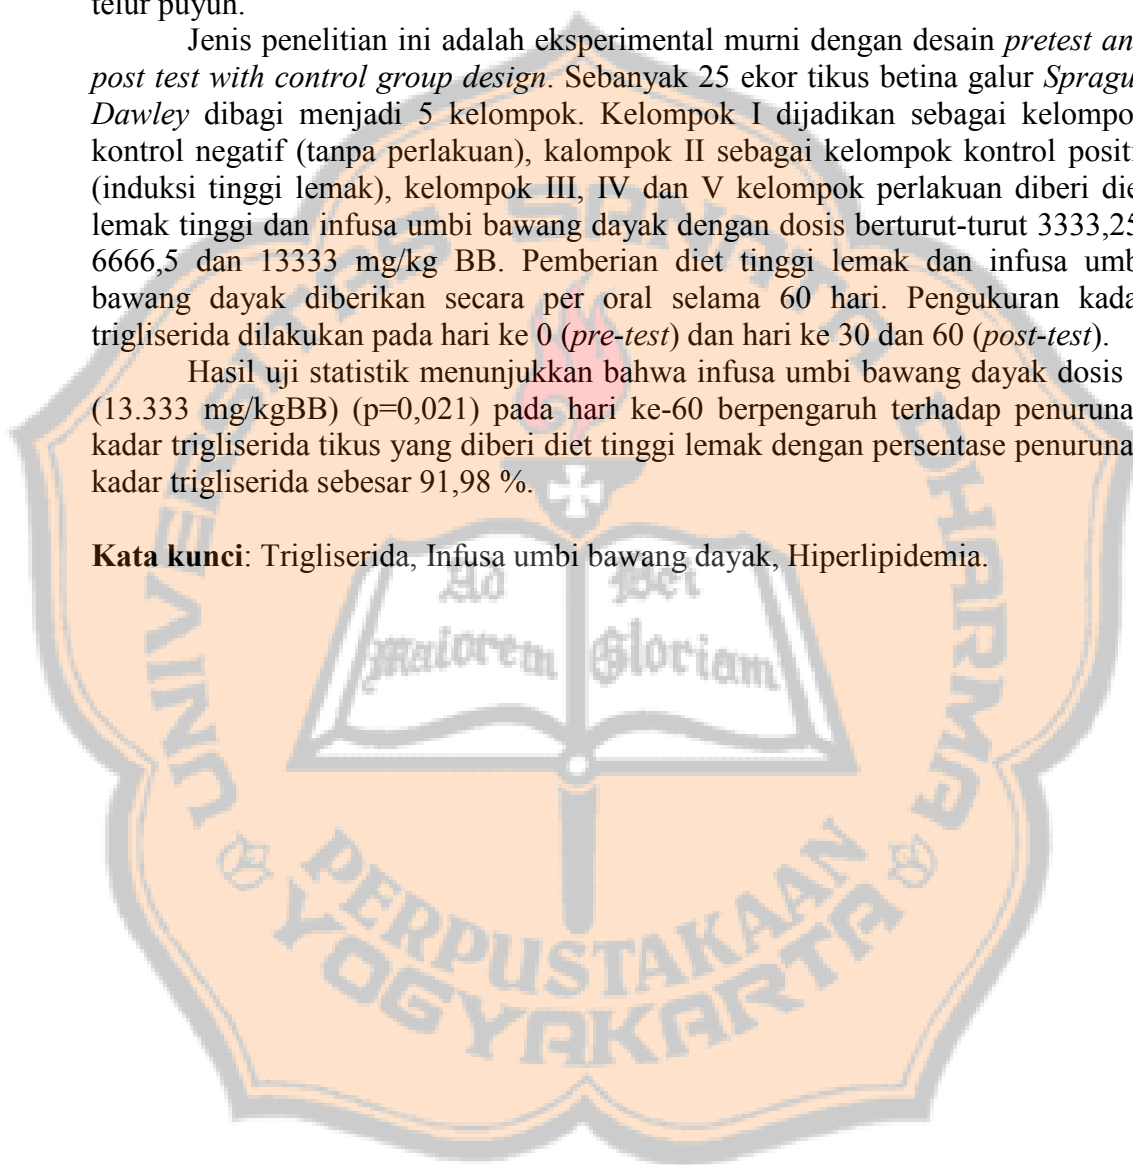 telur puyuh.
Jenis penelitian ini adalah eksperimental murni dengan desain pretest an
post test with control group design. Sebanyak 25 ekor tikus betina galur Spragu
Dawley dibagi menjadi 5 kelompok. Kelompok I dijadikan sebagai kelompo
kontrol negatif (tanpa perlakuan), kalompok II sebagai kelompok kontrol positi
(induksi tinggi lemak), kelompok III, IV dan V kelompok perlakuan diberi die
lemak tinggi dan infusa umbi bawang dayak dengan dosis berturut-turut 3333,25
6666,5 dan 13333 mg/kg BB. Pemberian diet tinggi lemak dan infusa umb
bawang dayak diberikan secara per oral selama 60 hari. Pengukuran kada
trigliserida dilakukan pada hari ke 0 (pre-test) dan hari ke 30 dan 60 (post-test).
Hasil uji statistik menunjukkan bahwa infusa umbi bawang dayak dosis
(13.333 mg/kgBB) (p=0,021) pada hari ke-60 berpengaruh terhadap penuruna
kadar trigliserida tikus yang diberi diet tinggi lemak dengan persentase penuruna
kadar trigliserida sebesar 91,98 %.
Kata kunci: Trigliserida, Infusa umbi bawang dayak, Hiperlipidemia.
UNIVERSITAS SANATA DHARMA
Ad Dei
Maiorem Gloriam
PERPUSTAKAAN
YOGYAKARTA